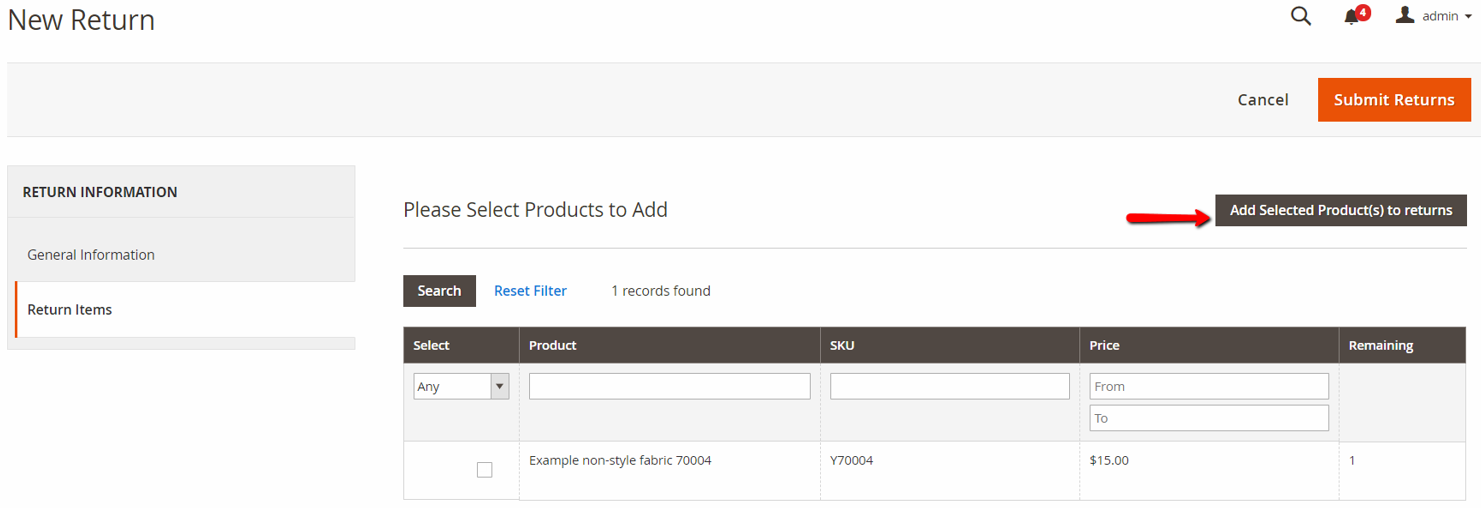 New Return
4
admin
Cancel
Submit Returns
RETURN INFORMATION
General Information
Return Items
Please Select Products to Add
Add Selected Product(s) to returns
Search Reset Filter 1 records found
Select Product SKU Price Remaining
Any From
To
Example non-style fabric 70004 Y70004 $15.00 1